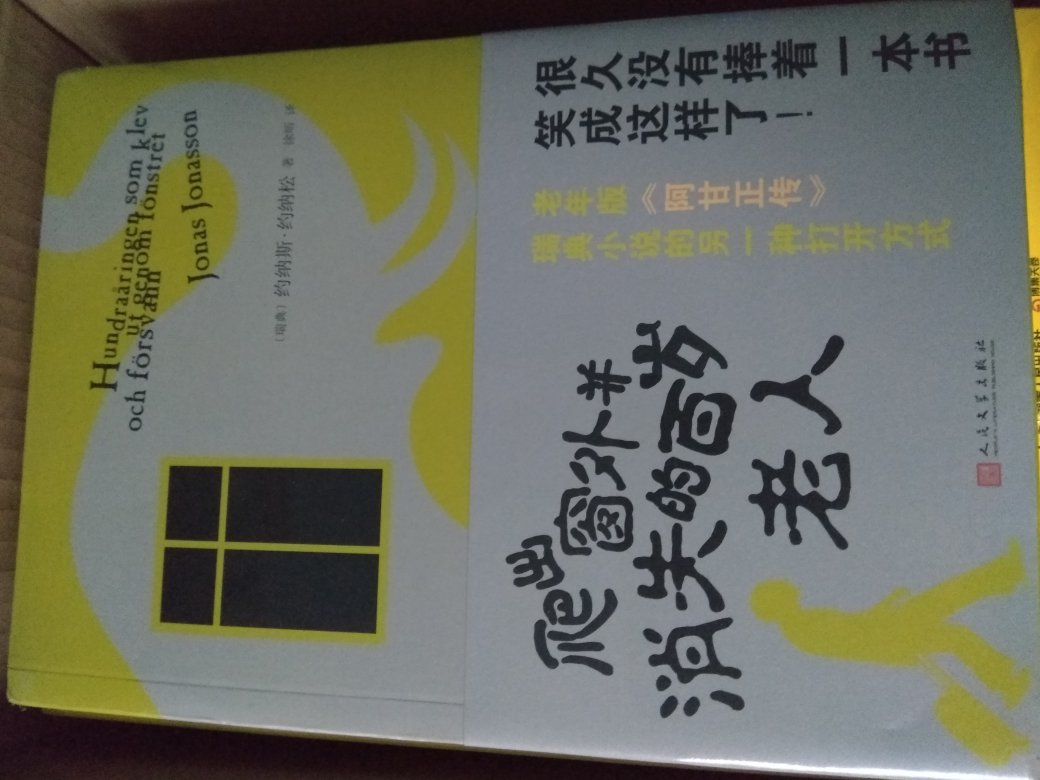 Hundraåringen som klev
ut genom fönstret
och försvann
Jonas Jonasson
〔瑞典〕约纳斯·约纳松 著 徐昕 译
很久没有捧着一本书
笑成这样了！
老年版《阿甘正传》
瑞典小说的另一种打开方式
爬出窗外并
消失的百岁
老人
人民文学出版社